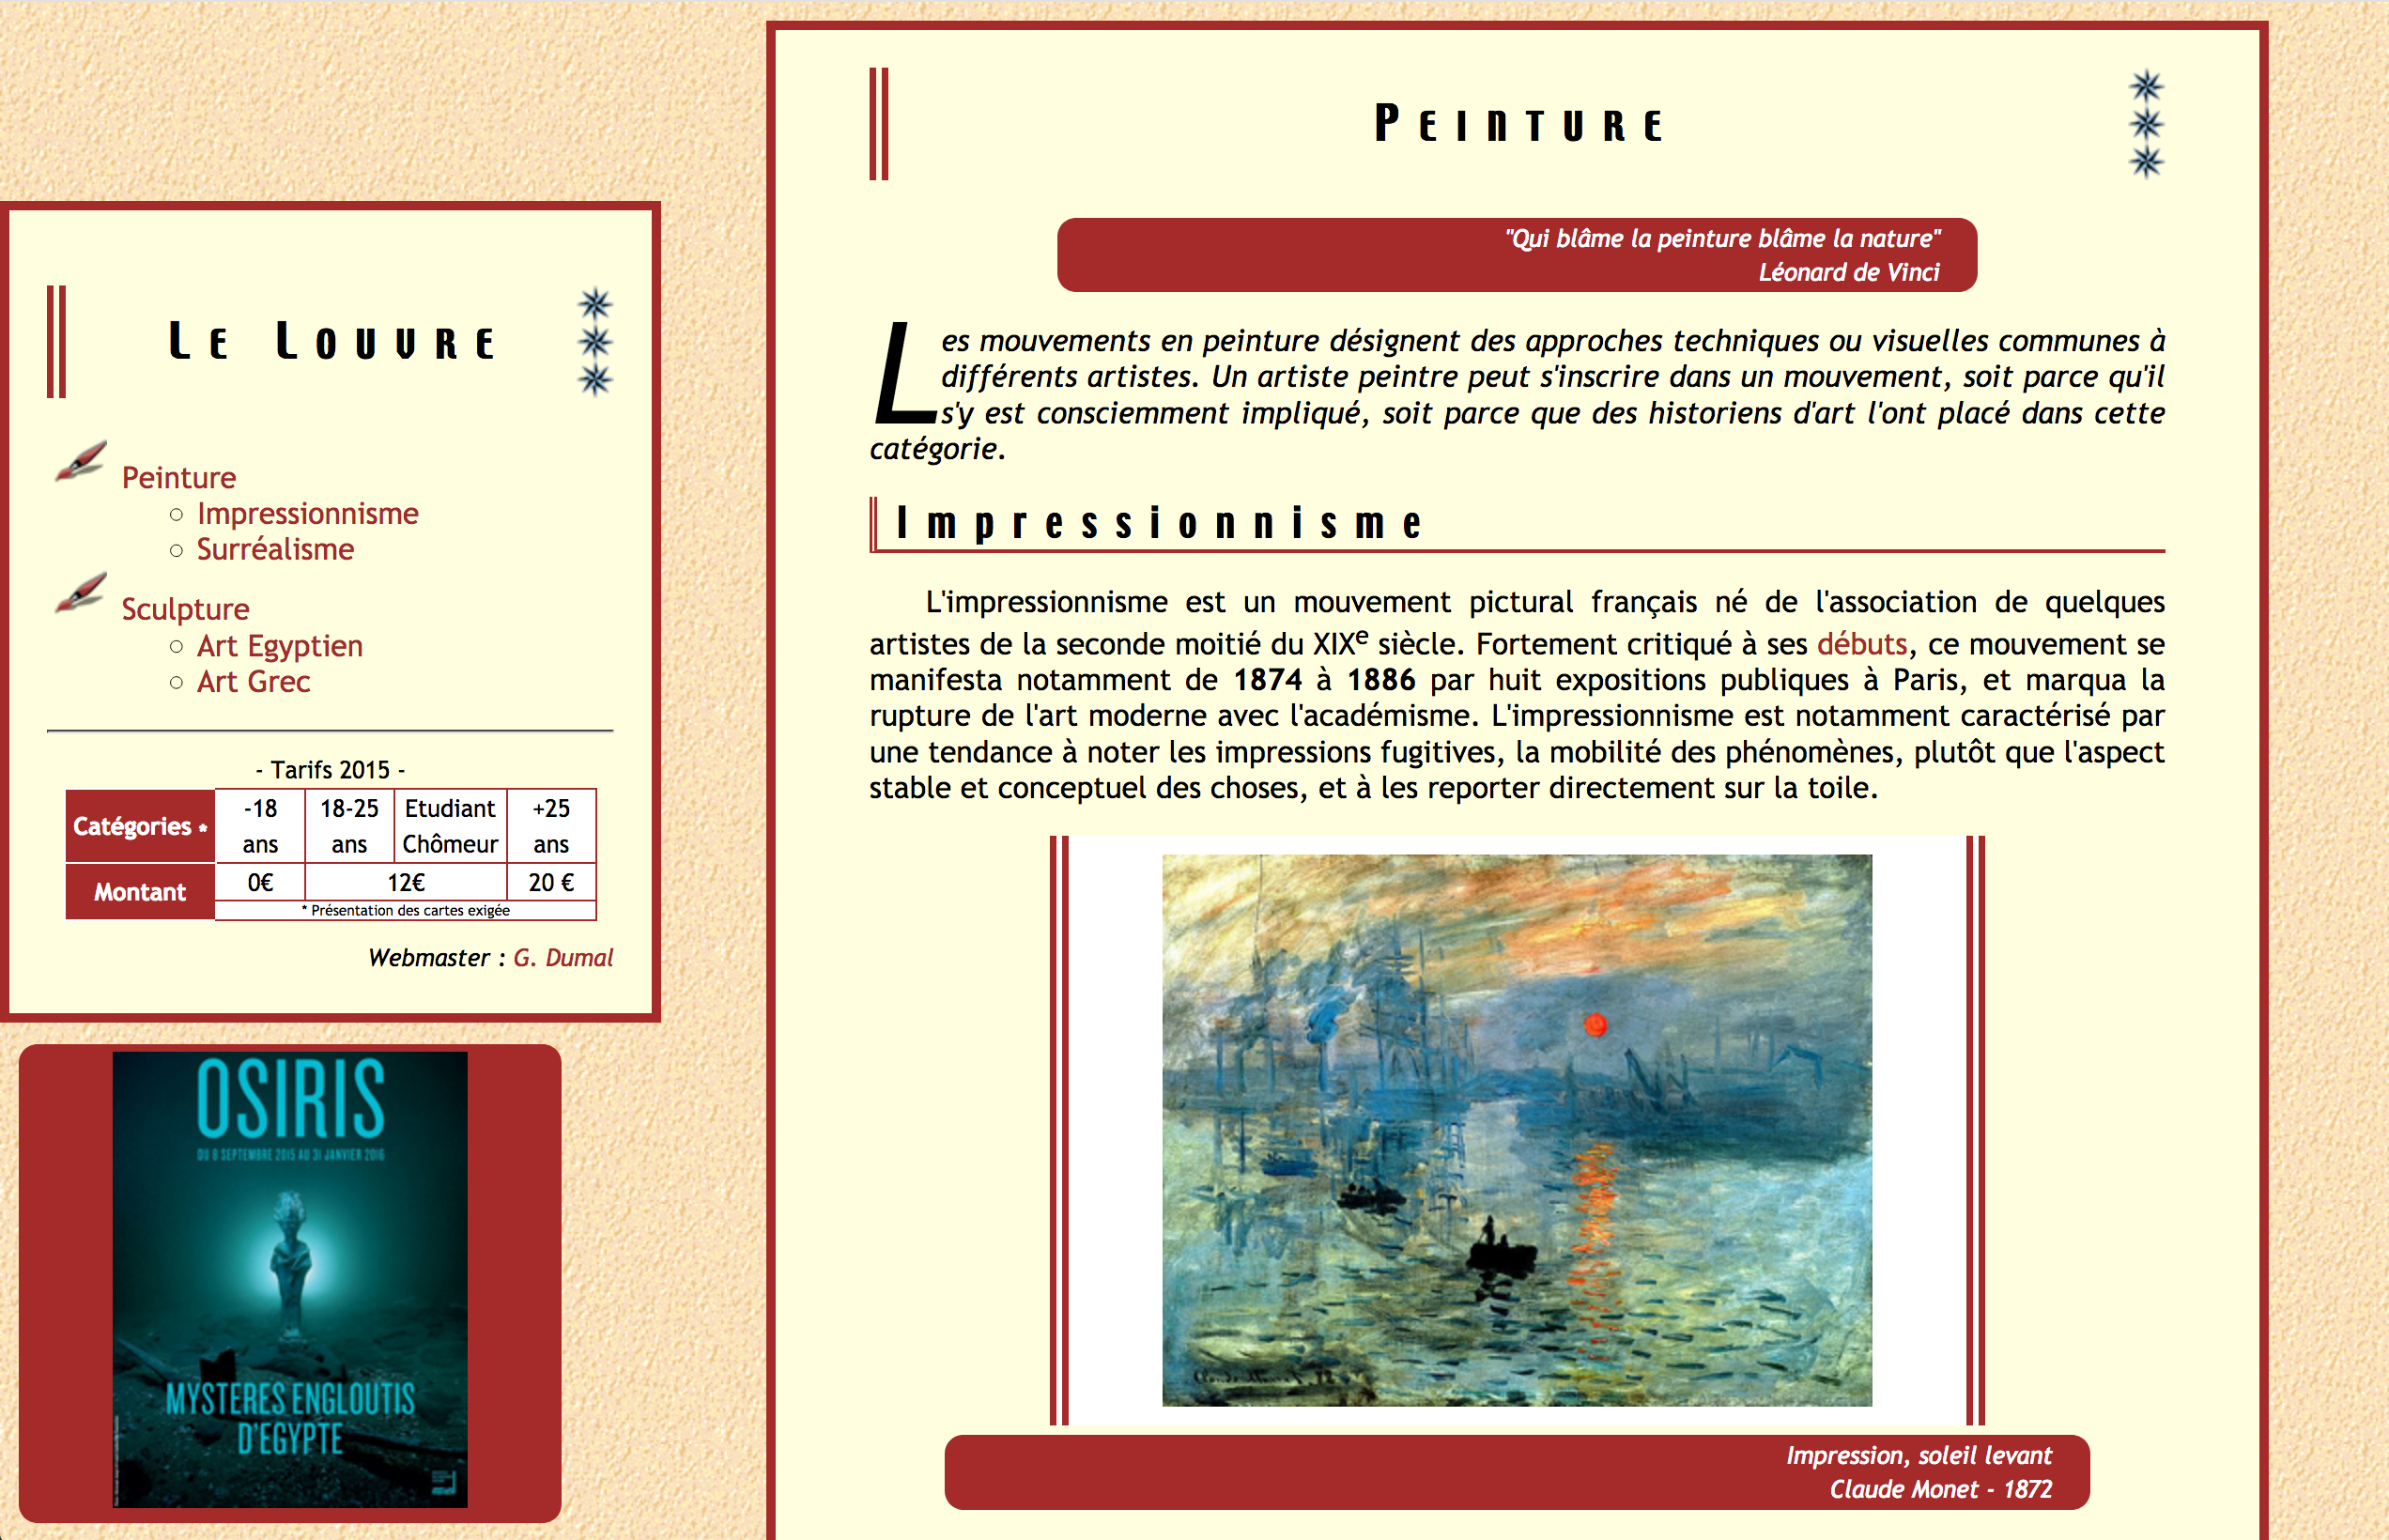 Le Louvre
Peinture
Impressionnisme
Surréalisme
Sculpture
Art Egyptien
Art Grec
- Tarifs 2015 -
Catégories * -18 ans 18-25 ans Etudiant Chômeur +25 ans
Montant 0€ 12€ 20 €
* Présentation des cartes exigée
Webmaster : G. Dumal
OSIRIS
DU 8 SEPTEMBRE 2015 AU 31 JANVIER 2016
MYSTERES ENGLOUTIS
D'EGYPTE
Peinture
"Qui blâme la peinture blâme la nature"
Léonard de Vinci
Les mouvements en peinture désignent des approches techniques ou visuelles communes à
différents artistes. Un artiste peintre peut s'inscrire dans un mouvement, soit parce qu'il
s'y est consciemment impliqué, soit parce que des historiens d'art l'ont placé dans cette
catégorie.
Impressionnisme
L'impressionnisme est un mouvement pictural français né de l'association de quelques
artistes de la seconde moitié du XIXe siècle. Fortement critiqué à ses débuts, ce mouvement se
manifesta notamment de 1874 à 1886 par huit expositions publiques à Paris, et marqua la
rupture de l'art moderne avec l'académisme. L'impressionnisme est notamment caractérisé par
une tendance à noter les impressions fugitives, la mobilité des phénomènes, plutôt que l'aspect
stable et conceptuel des choses, et à les reporter directement sur la toile.
Claude Monet. 72
Impression, soleil levant
Claude Monet - 1872